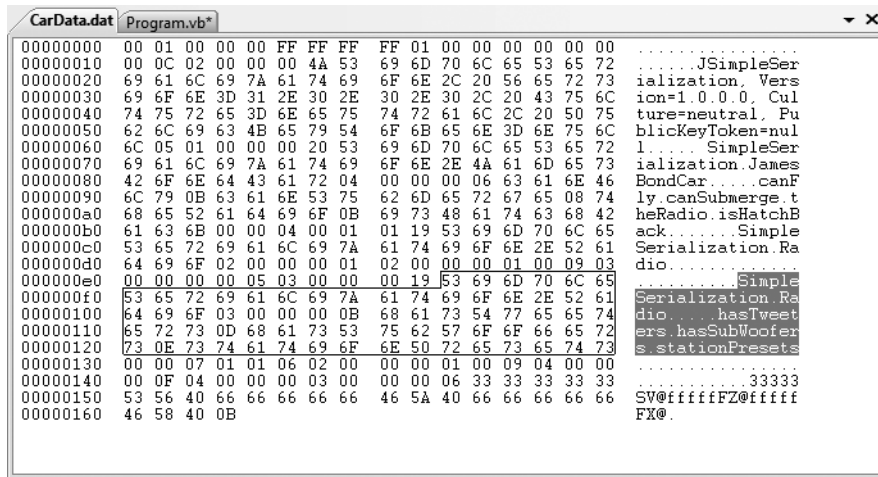 CarData.dat Program.vb*
00000000 00 01 00 00 00 FF FF FF FF 01 00 00 00 00 00 00 ................
00000010 00 0C 02 00 00 00 4A 53 69 6D 70 6C 65 53 65 72 ......JSimpleSer
00000020 69 61 6C 69 7A 61 74 69 6F 6E 2C 20 56 65 72 73 ialization, Vers
00000030 69 6F 6E 3D 31 2E 30 2E 30 2E 30 2C 20 43 75 6C ion=1.0.0.0, Cul
00000040 74 75 72 65 3D 6E 65 75 74 72 61 6C 2C 20 50 75 ture=neutral, Pu
00000050 62 6C 69 63 4B 65 79 54 6F 6B 65 6E 3D 6E 75 6C blicKeyToken=nul
00000060 6C 05 01 00 00 00 20 53 69 6D 70 6C 65 53 65 72 l..... SimpleSer
00000070 69 61 6C 69 7A 61 74 69 6F 6E 2E 4A 61 6D 65 73 ialization.James
00000080 42 6F 6E 64 43 61 72 04 00 00 00 06 63 61 6E 46 BondCar.....canF
00000090 6C 79 0B 63 61 6E 53 75 62 6D 65 72 67 65 08 74 ly.canSubmerge.t
000000a0 68 65 52 61 64 69 6F 0B 69 73 48 61 74 63 68 42 heRadio.isHatchB
000000b0 61 63 6B 00 00 04 00 01 01 19 53 69 6D 70 6C 65 ack.......Simple
000000c0 53 65 72 69 61 6C 69 7A 61 74 69 6F 6E 2E 52 61 Serialization.Ra
000000d0 64 69 6F 02 00 00 00 01 02 00 00 00 01 00 09 03 dio.............
000000e0 00 00 00 00 05 03 00 00 00 19 53 69 6D 70 6C 65 ..........Simple
000000f0 53 65 72 69 61 6C 69 7A 61 74 69 6F 6E 2E 52 61 Serialization.Ra
00000100 64 69 6F 03 00 00 00 0B 68 61 73 54 77 65 65 74 dio.....hasTweet
00000110 65 72 73 0D 68 61 73 53 75 62 57 6F 6F 66 65 72 ers.hasSubWoofer
00000120 73 0E 73 74 61 74 69 6F 6E 50 72 65 73 65 74 73 s.stationPresets
00000130 00 00 07 01 01 06 02 00 00 00 01 00 09 04 00 00 ................
00000140 00 0F 04 00 00 00 03 00 00 00 06 33 33 33 33 33 ...........33333
00000150 53 56 40 66 66 66 66 66 46 5A 40 66 66 66 66 66 SV@fffffFZ@fffff
00000160 46 58 40 0B FX@.